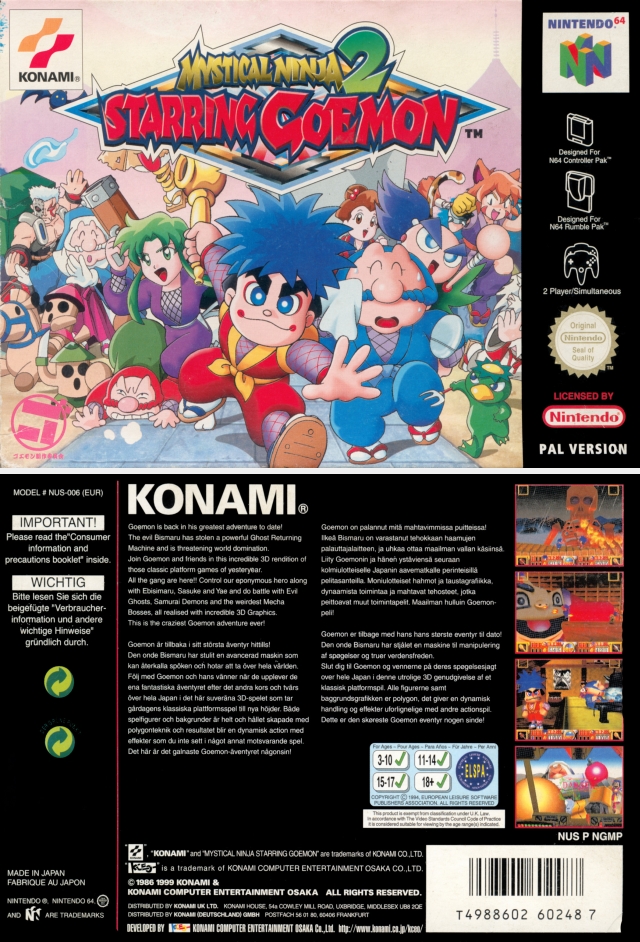 KONAMI®
MYSTICAL NINJA 2
STARRING GOEMON™
NINTENDO 64
Designed For
N64 Controller Pak™
Designed For
N64 Rumble Pak™
2 Player/Simultaneous
Original
Nintendo
Seal of
Quality
TM
LICENSED BY
Nintendo®
PAL VERSION
ゴエモン製作委員会
MODEL # NUS-006 (EUR)
IMPORTANT!
Please read the"Consumer
information and
precautions booklet" inside.
WICHTIG
Bitte lesen Sie sich die
beigefügte "Verbraucher-
information und andere
wichtige Hinweise"
gründlich durch.
MADE IN JAPAN
FABRIQUE AU JAPON
NINTENDO ®, NINTENDO 64,
AND ARE TRADEMARKS
KONAMI®
Goemon is back in his greatest adventure to date!
The evil Bismaru has stolen a powerful Ghost Returning
Machine and is threatening world domination.
Join Goemon and friends in this incredible 3D rendition of
those classic platform games of yesteryear.
All the gang are here!! Control our eponymous hero along
with Ebisimaru, Sasuke and Yae and do battle with Evil
Ghosts, Samurai Demons and the weirdest Mecha
Bosses, all realised with incredible 3D Graphics.
This is the craziest Goemon adventure ever!
Goemon är tillbaka i sitt största äventyr hittills!
Den onde Bismaru har stulit en avancerad maskin som
kan återkalla spöken och hotar att ta över hela världen.
Följ med Goemon och hans vänner när de upplever de
ena fantastiska äventyret efter det andra kors och tvärs
över hela Japan i det här suveräna 3D-spelet som tar
gårdagens klassiska plattformsspel till nya höjder. Både
spelfigurer och bakgrunder är helt och hållet skapade med
polygonteknik och resultatet blir en dynamisk action med
effekter som du inte sett i något annat motsvarande spel.
Det här är det galnaste Goemon-äventyret någonsin!
Goemon on palannut mitä mahtavimmissa puitteissa!
Ilkeä Bismaru on varastanut tehokkaan haamujen
palauttajalaitteen, ja uhkaa ottaa maailman vallan käsiinsä.
Liity Goemonin ja hänen ystäviensä seuraan
kolmiulotteiselle Japanin aavematkalle perinteisillä
pelitasanteilla. Moniulotteiset hahmot ja taustagrafiikka,
dynaamista toimintaa ja mahtavat tehosteet, jotka
peittoavat muut toimintapelit. Maailman hulluin Goemon-
peli!
Goemon er tilbage med hans hans største eventyr til dato!
Den onde Bismaru har stjålet en maskine til manipulering
af spøgelser og truer verdensfreden.
Slut dig til Goemon og vennerne på deres spøgelsesjagt
over hele Japan i denne utrolige 3D genudgivelse af et
klassisk platformspil. Alle figurerne samt
baggrundsgrafikken er polygon, det giver en dynamisk
handling og effekter uforlignelige med andre actionspil.
Dette er den skøreste Goemon eventyr nogen sinde!
For Ages - Pour Ages - Para Años - Für Jahre - Per Anni
3-10
11-14
15-17
18+
ELSPA
COPYRIGHT © 1994, EUROPEAN LEISURE SOFTWARE
PUBLISHERS ASSOCIATION. ALL RIGHTS RESERVED
This product is exempt from classification under U.K. Law.
In accordance with The Video Standards Council Code of Practice
it is considered suitable for viewing by the age range(s) indicated.
NUS P NGMP
, "KONAMI" and "MYSTICAL NINJA STARRING GOEMON" are trademarks of KONAMI CO.,LTD.
is a trademark of KONAMI COMPUTER ENTERTAINMENT OSAKA CO.,LTD.
© 1986 1999 KONAMI &
KONAMI COMPUTER ENTERTAINMENT OSAKA ALL RIGHTS RESERVED.
DISTRIBUTED BY KONAMI UK LTD. KONAMI HOUSE, 54a COWLEY MILL ROAD, UXBRIDGE, MIDDLESEX UB8 2QE
DISTRIBUTED BY KONAMI (DEUTSCHLAND) GMBH POSTFACH 56 01 80, 60406 FRANKFURT
DEVELOPED BY KONAMI COMPUTER ENTERTAINMENT OSAKA Co., Ltd. http://www.konami.co.jp/kceo/
T4988602 60248 7